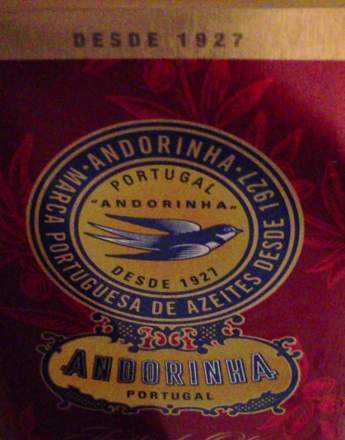 DESDE 1927
ANDORINHA · MARCA PORTUGUESA DE AZEITES DESDE 1927 ·
PORTUGAL
"ANDORINHA"
DESDE 1927
ANDORINHA
PORTUGAL